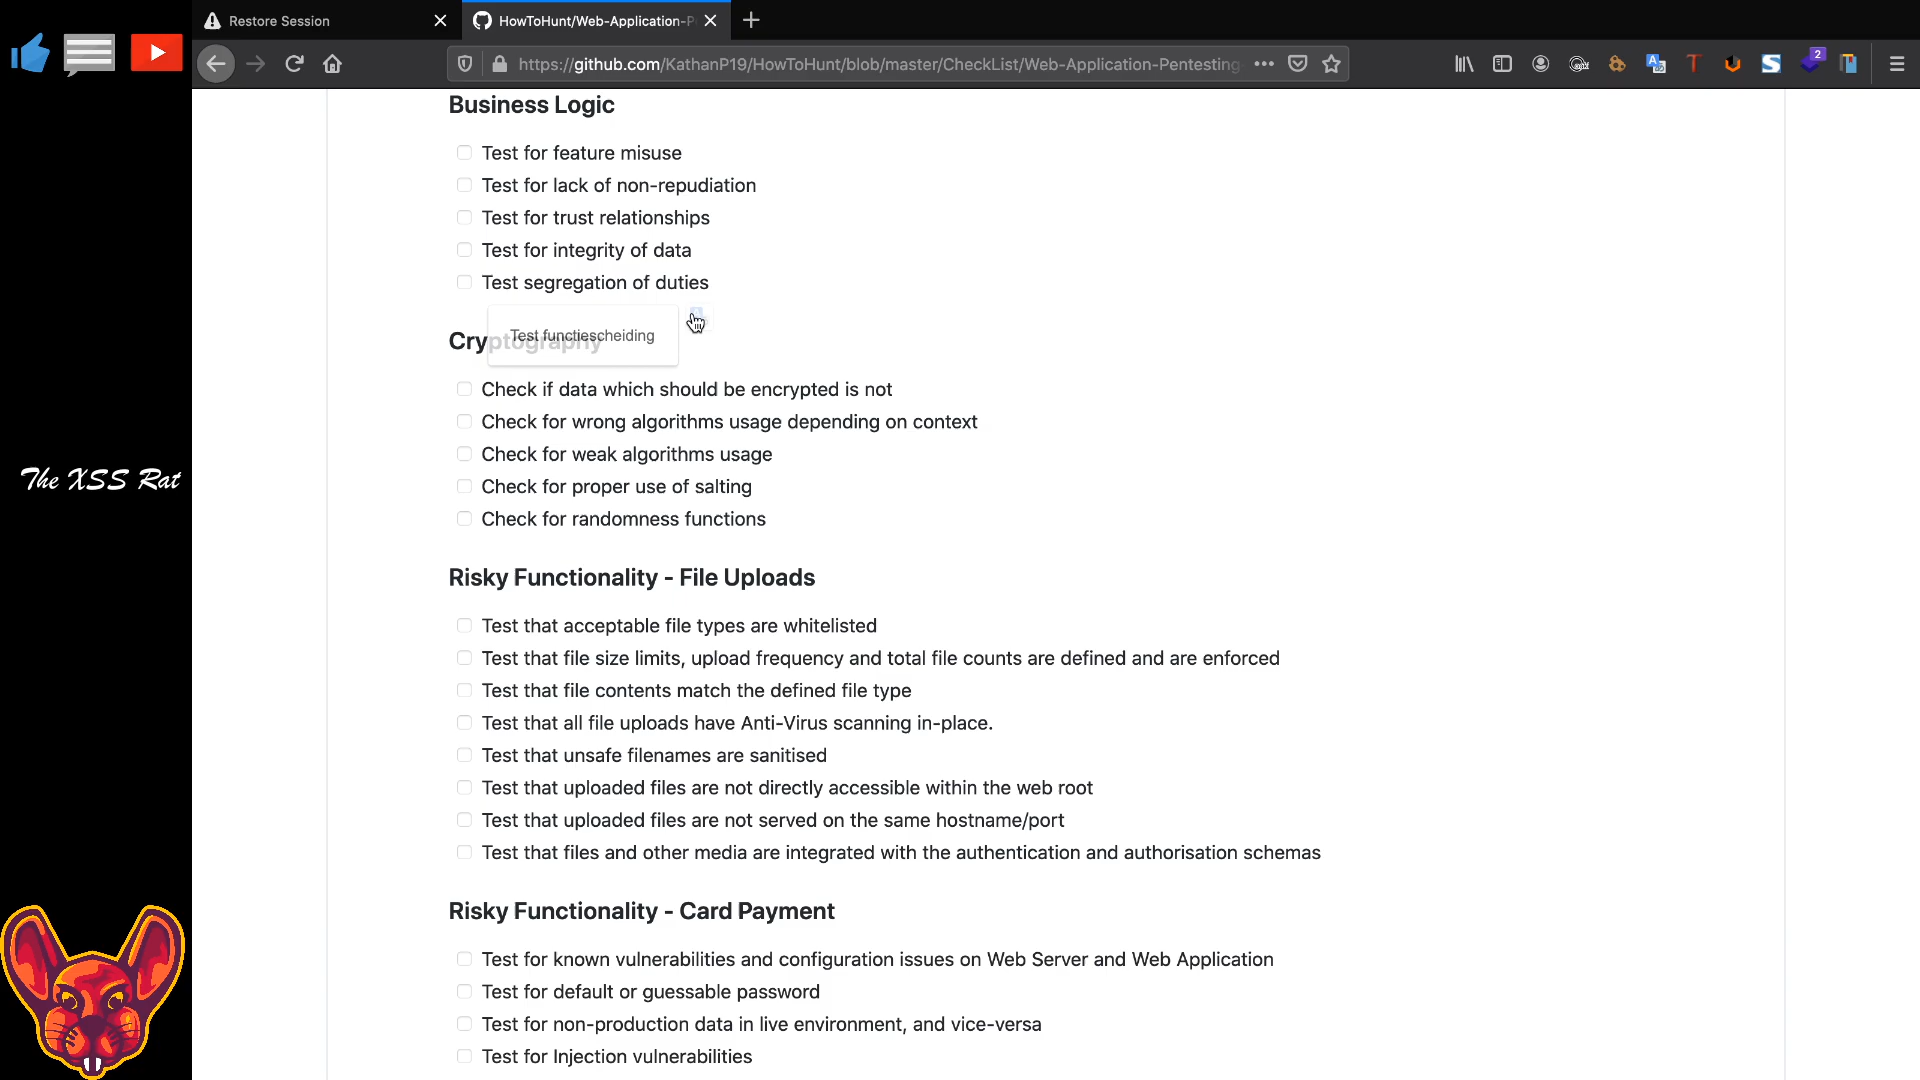 Restore Session
HowToHunt/Web-Application-P
https://github.com/KathanP19/HowToHunt/blob/master/CheckList/Web-Application-Pentesting
2
Business Logic
Test for feature misuse
Test for lack of non-repudiation
Test for trust relationships
Test for integrity of data
Test segregation of duties
Test functiescheiding
Cryptography
Check if data which should be encrypted is not
Check for wrong algorithms usage depending on context
Check for weak algorithms usage
Check for proper use of salting
Check for randomness functions
Risky Functionality - File Uploads
Test that acceptable file types are whitelisted
Test that file size limits, upload frequency and total file counts are defined and are enforced
Test that file contents match the defined file type
Test that all file uploads have Anti-Virus scanning in-place.
Test that unsafe filenames are sanitised
Test that uploaded files are not directly accessible within the web root
Test that uploaded files are not served on the same hostname/port
Test that files and other media are integrated with the authentication and authorisation schemas
Risky Functionality - Card Payment
Test for known vulnerabilities and configuration issues on Web Server and Web Application
Test for default or guessable password
Test for non-production data in live environment, and vice-versa
Test for Injection vulnerabilities
The XSS Rat